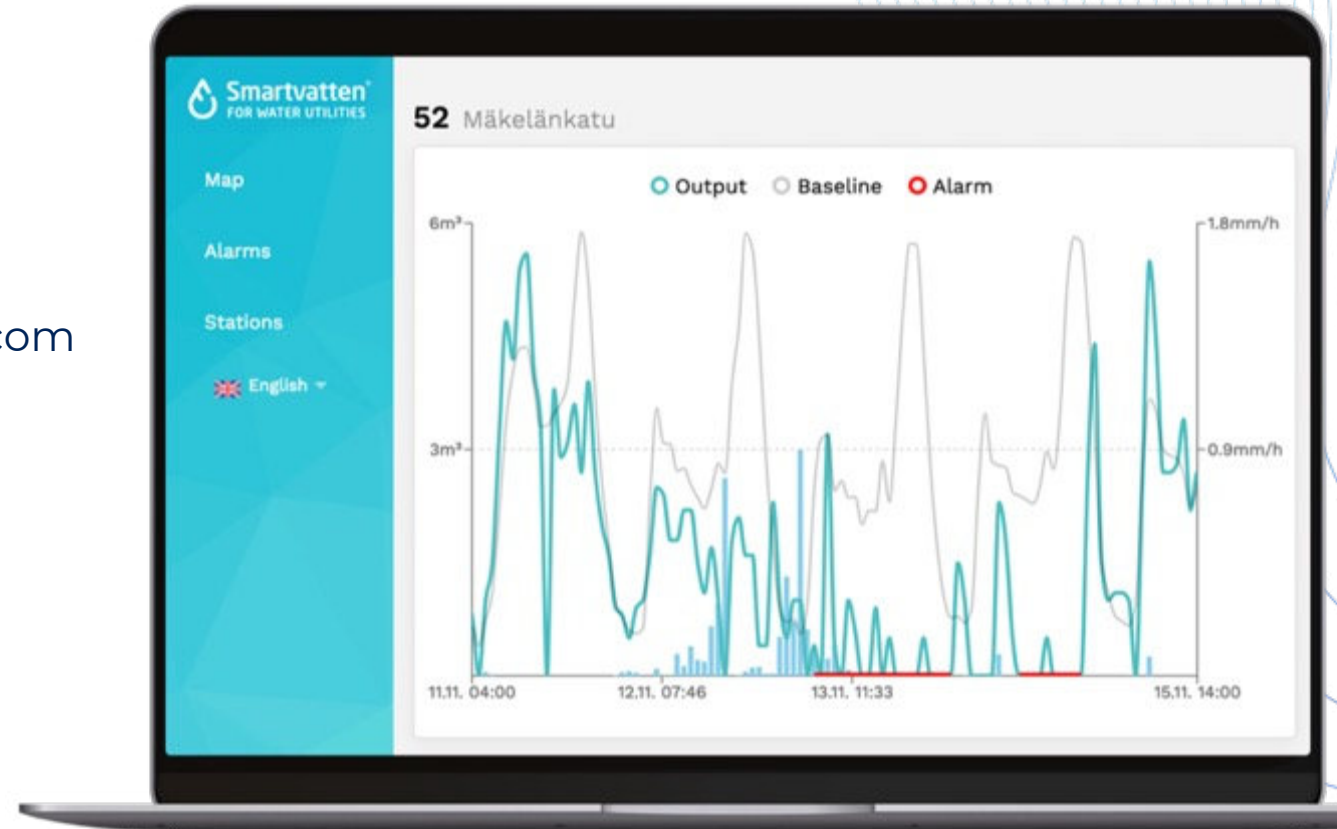 Smartvatten
FOR WATER UTILITIES
Map
Alarms
Stations
English
com
52 Mäkelänkatu
Output Baseline Alarm
6m³ 1.8mm/h
3m³ 0.9mm/h
11.11. 04:00 12.11. 07:46 13.11. 11:33 15.11. 14:00